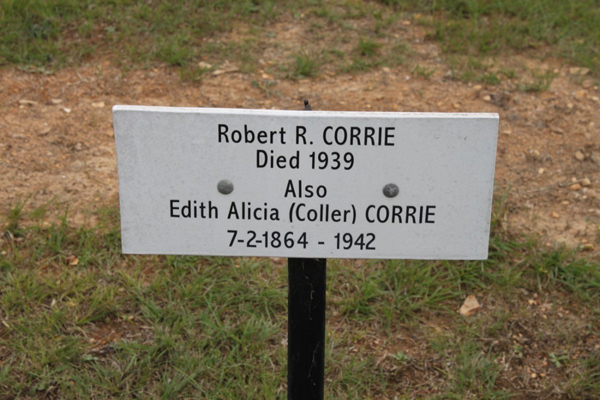 Robert R. CORRIE
Died 1939
Also
Edith Alicia (Coller) CORRIE
7-2-1864 - 1942